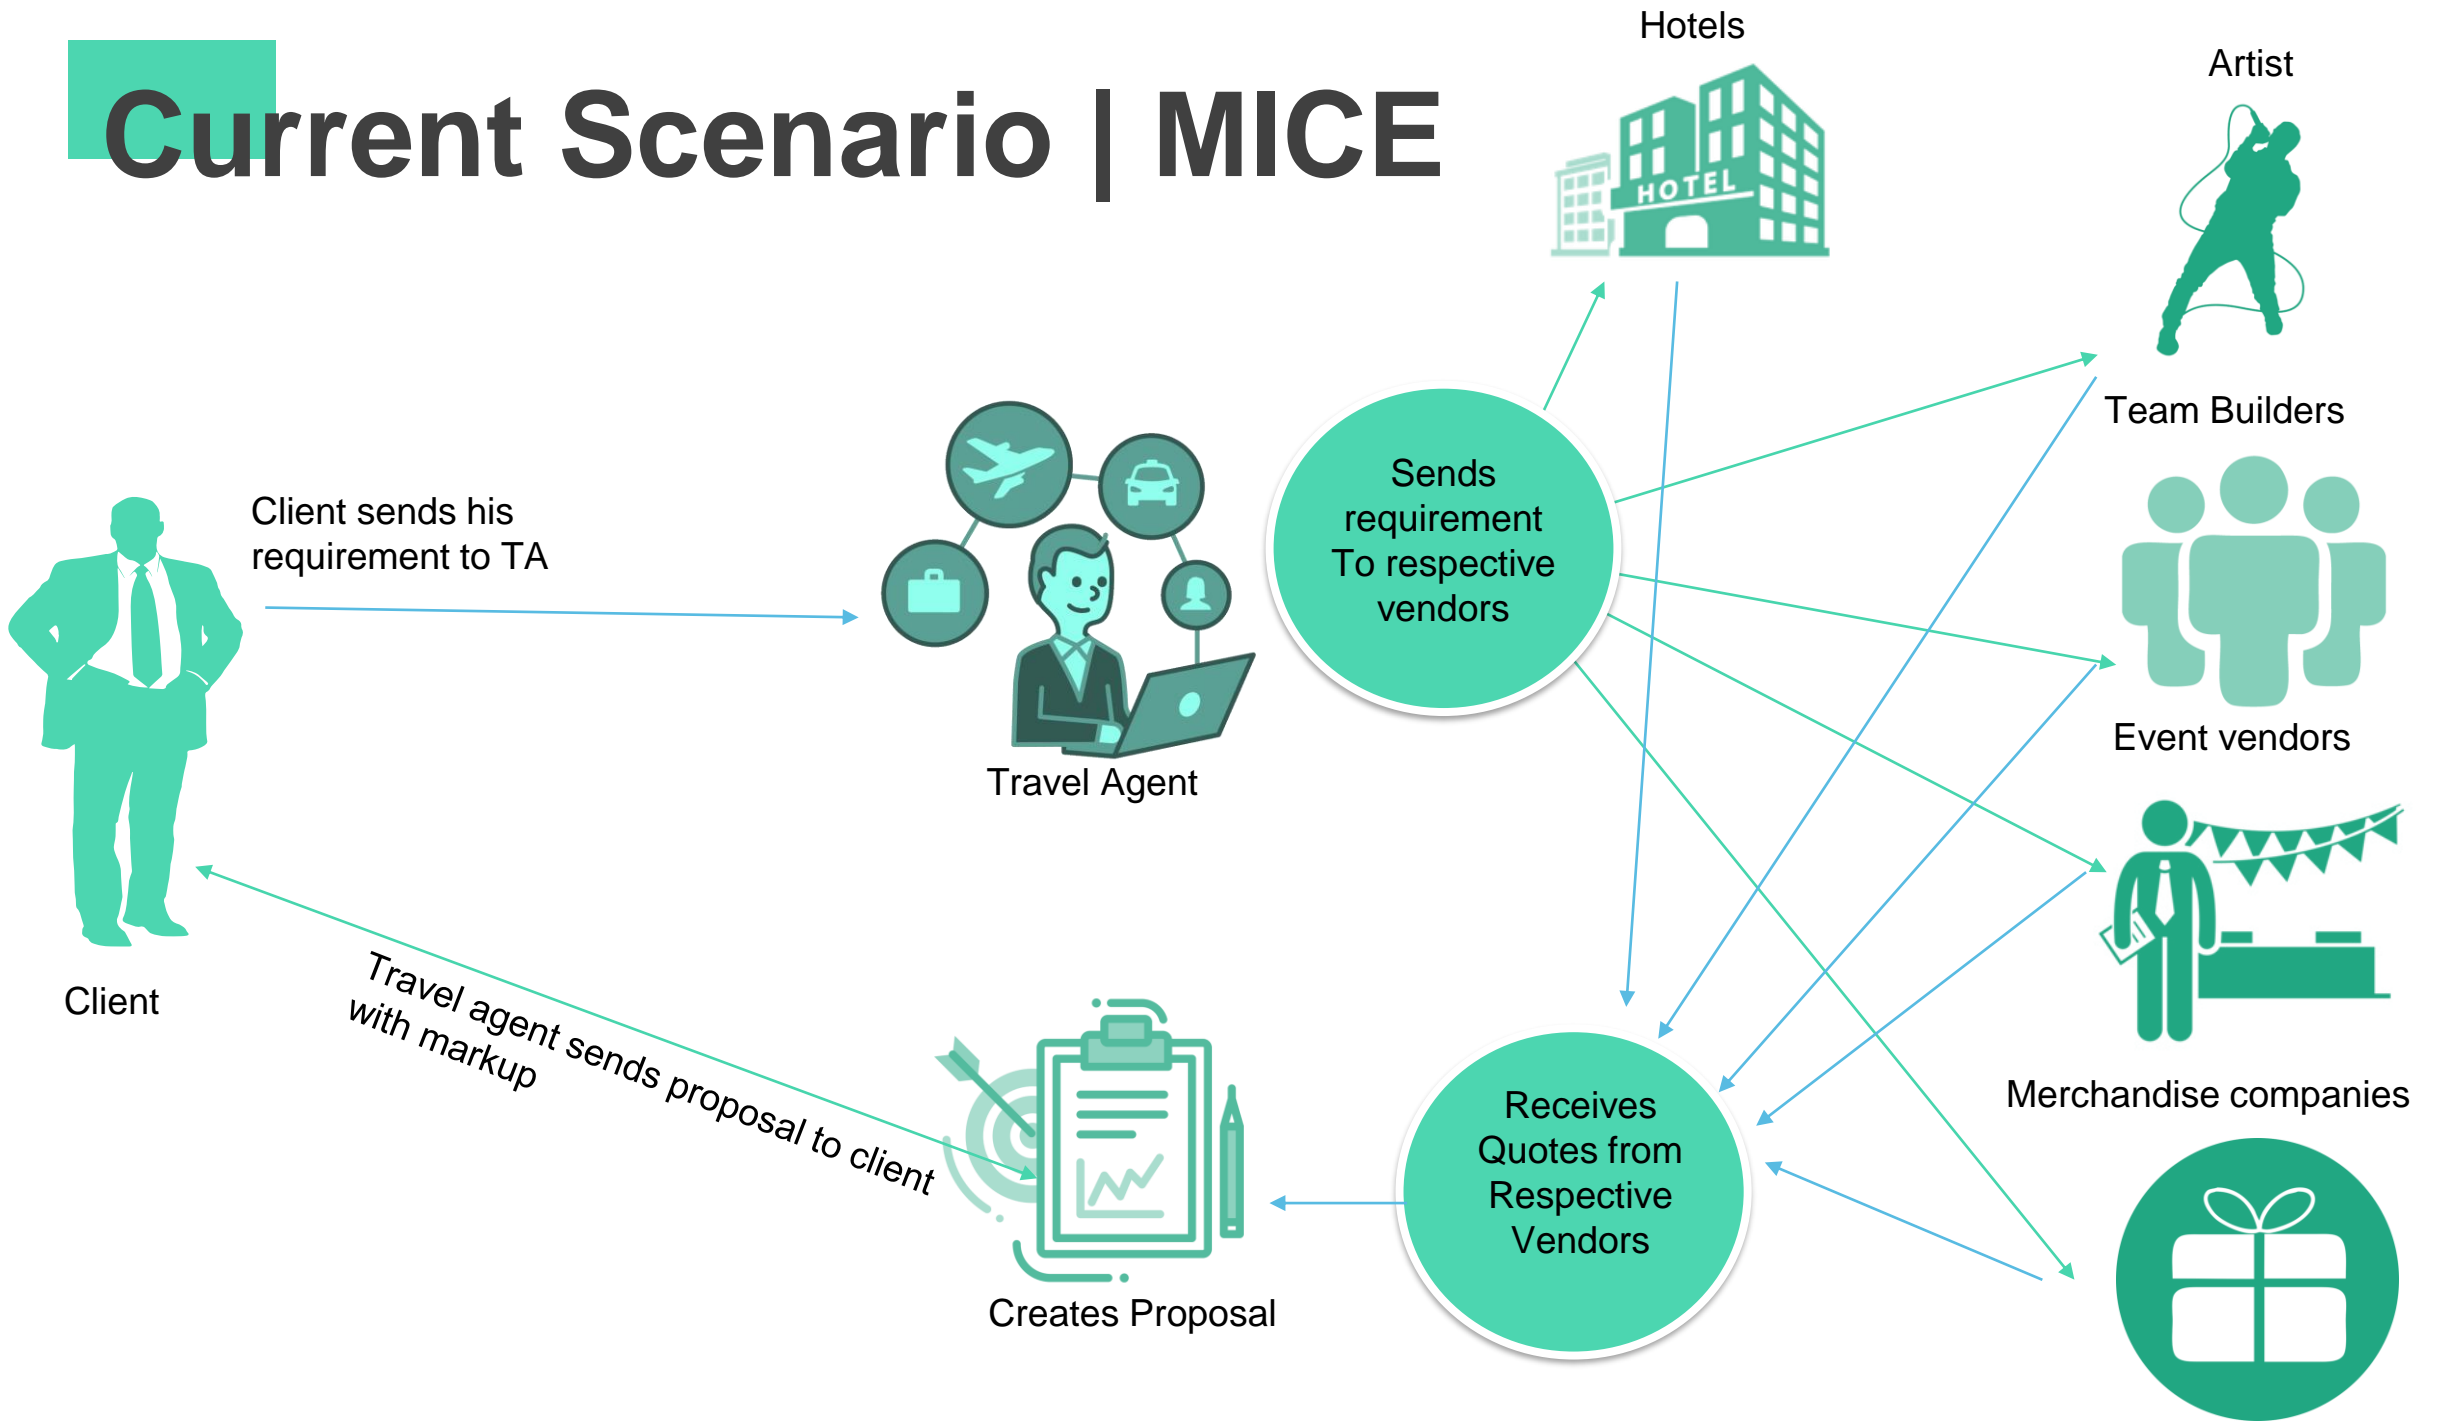 Current Scenario | MICE
Hotels
HOTEL
Artist
Client sends his
requirement to TA
Sends
requirement
To respective
vendors
Team Builders
Travel Agent
Event vendors
Client
Travel agent sends proposal to client
with markup
Receives
Quotes from
Respective
Vendors
Merchandise companies
Creates Proposal